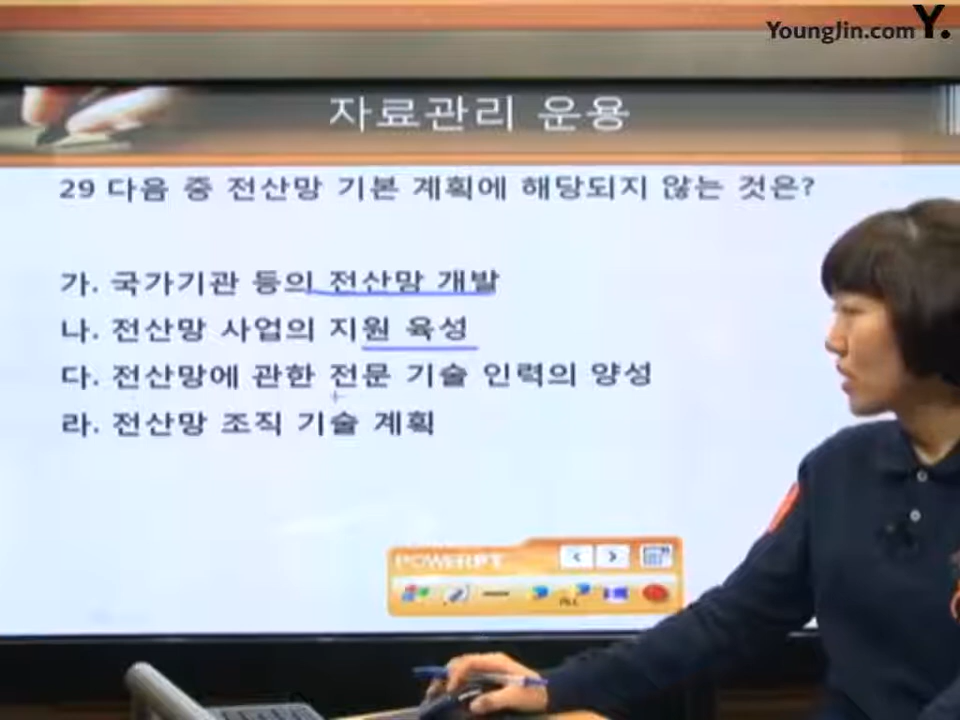 YoungJin.com Y.
자료관리 운용
29 다음 중 전산망 기본 계획에 해당되지 않는 것은?
가. 국가기관 등의 전산망 개발
나. 전산망 사업의 지원 육성
다. 전산망에 관한 전문 기술 인력의 양성
라. 전산망 조직 기술 계획
POWERPT
ALL